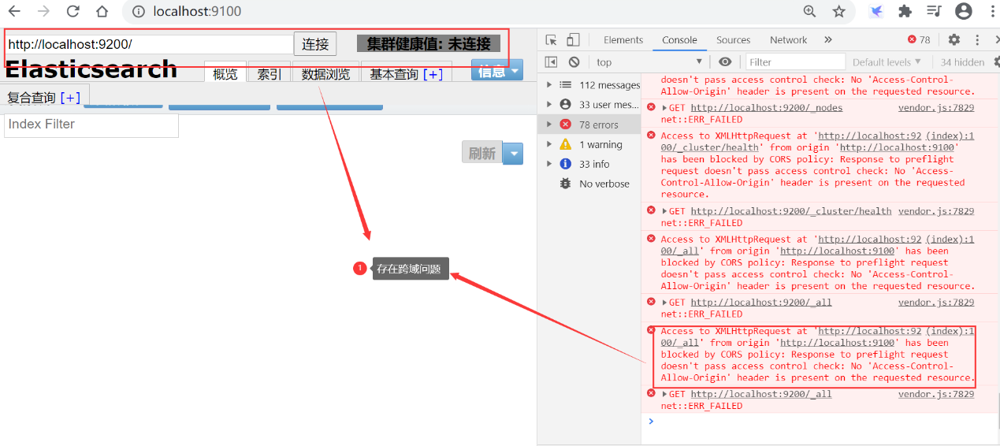 localhost:9100
http://localhost:9200/
连接
集群健康值: 未连接
Elasticsearch
概览
索引
数据浏览
基本查询 [+]
信息
复合查询 [+]
Index Filter
刷新
1
存在跨域问题
Elements
Console
Sources
Network
»
78
top
Filter
Default levels
34 hidden
112 messages
33 user mes...
78 errors
1 warning
33 info
No verbose
doesn't pass access control check: No 'Access-Control-
Allow-Origin' header is present on the requested resource.
GET http://localhost:9200/_nodes vendor.js:7829
net::ERR_FAILED
Access to XMLHttpRequest at 'http://localhost:92 (index):1
00/_cluster/health' from origin 'http://localhost:9100'
has been blocked by CORS policy: Response to preflight
request doesn't pass access control check: No 'Access-
Control-Allow-Origin' header is present on the requested
resource.
GET http://localhost:9200/_cluster/health vendor.js:7829
net::ERR_FAILED
Access to XMLHttpRequest at 'http://localhost:92 (index):1
00/_all' from origin 'http://localhost:9100' has been
blocked by CORS policy: Response to preflight request
doesn't pass access control check: No 'Access-Control-
Allow-Origin' header is present on the requested resource.
GET http://localhost:9200/_all vendor.js:7829
net::ERR_FAILED
Access to XMLHttpRequest at 'http://localhost:92 (index):1
00/_all' from origin 'http://localhost:9100' has been
blocked by CORS policy: Response to preflight request
doesn't pass access control check: No 'Access-Control-
Allow-Origin' header is present on the requested resource.
GET http://localhost:9200/_all vendor.js:7829
net::ERR_FAILED